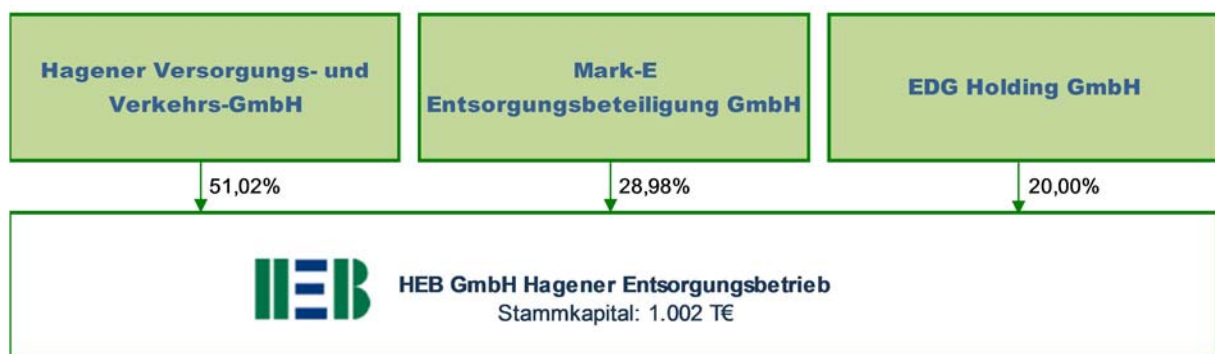 Hagener Versorgungs- und
Verkehrs-GmbH
Mark-E
Entsorgungsbeteiligung GmbH
EDG Holding GmbH
51,02%
28,98%
20,00%
HEB
HEB GmbH Hagener Entsorgungsbetrieb
Stammkapital: 1.002 T€